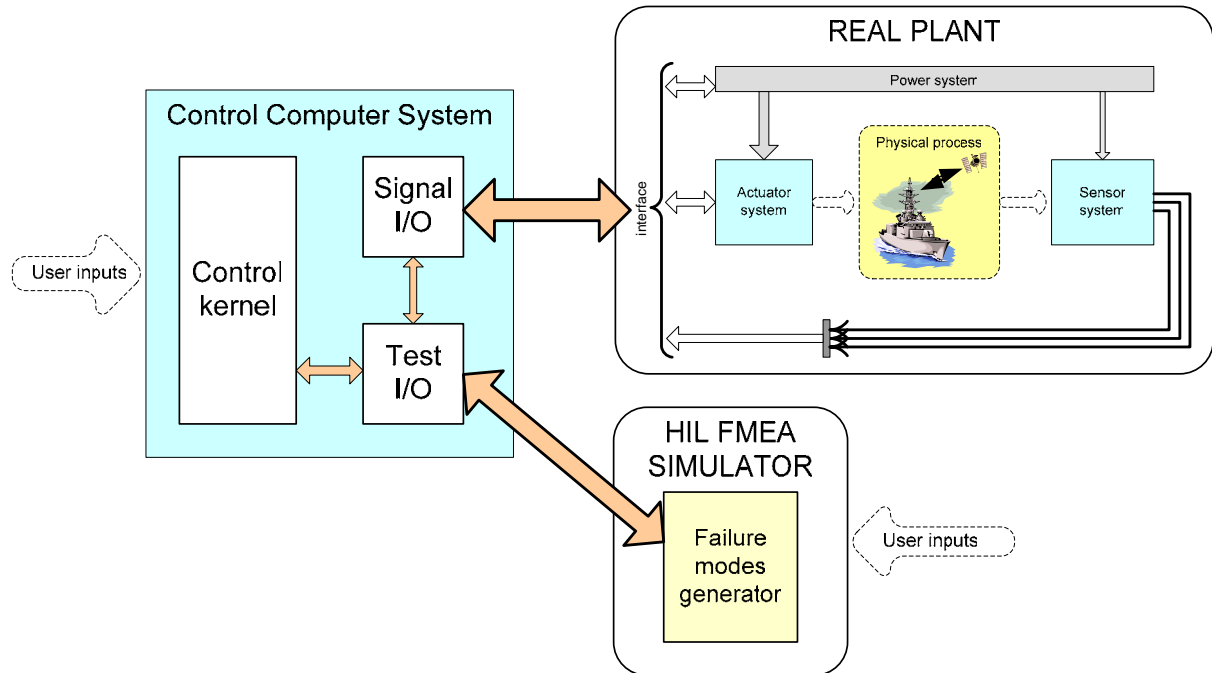 REAL PLANT
Power system
Control Computer System
Physical process
Signal
I/O
Actuator
system
Sensor
system
interface
User inputs
Control
kernel
Test
I/O
HIL FMEA
SIMULATOR
Failure
modes
generator
User inputs